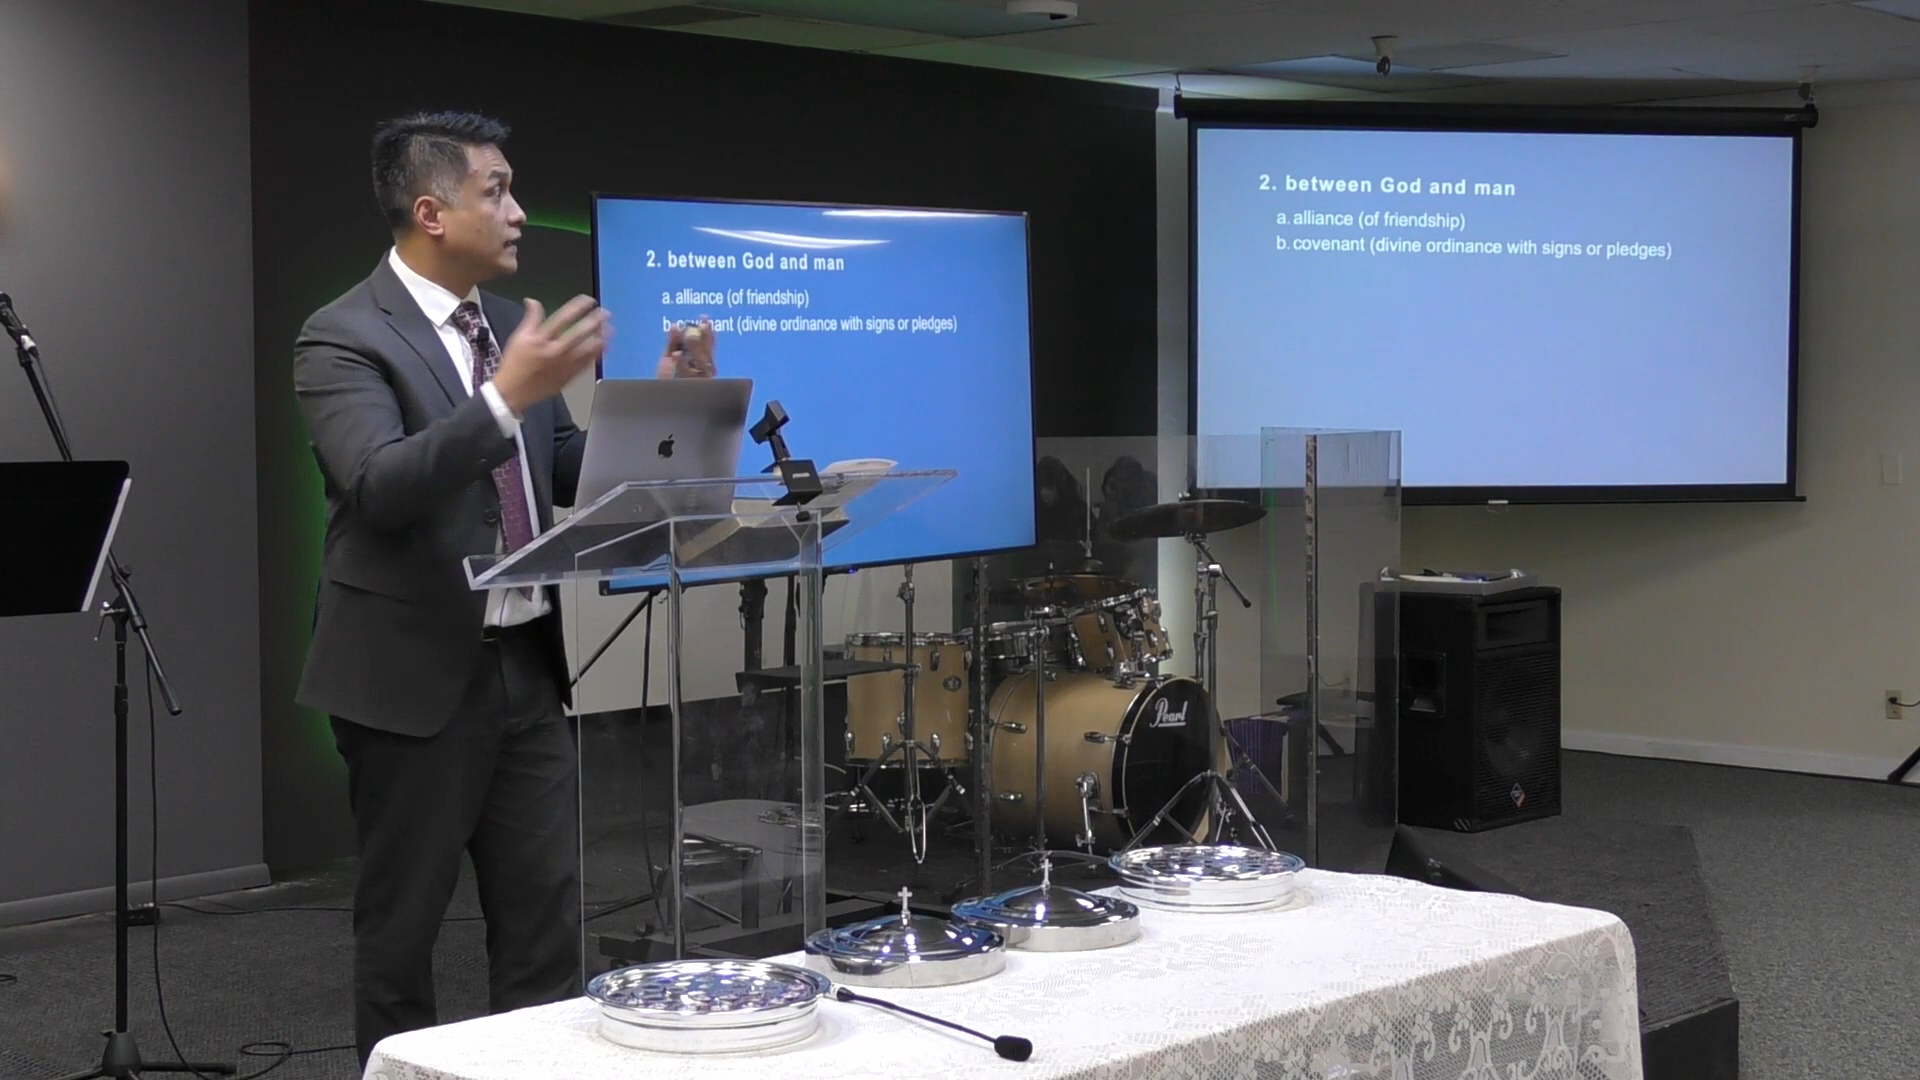 2. between God and man
a. alliance (of friendship)
b. covenant (divine ordinance with signs or pledges)
2. between God and man
a. alliance (of friendship)
b. covenant (divine ordinance with signs or pledges)
Pearl